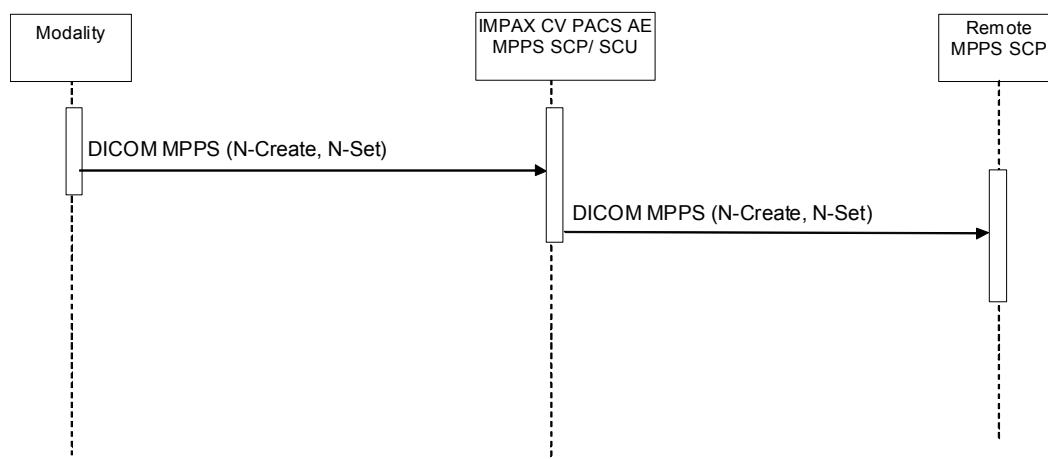 Modality
IMPAX CV PACS AE
MPPS SCP/ SCU
Remote
MPPS SCP
DICOM MPPS (N-Create, N-Set)
DICOM MPPS (N-Create, N-Set)